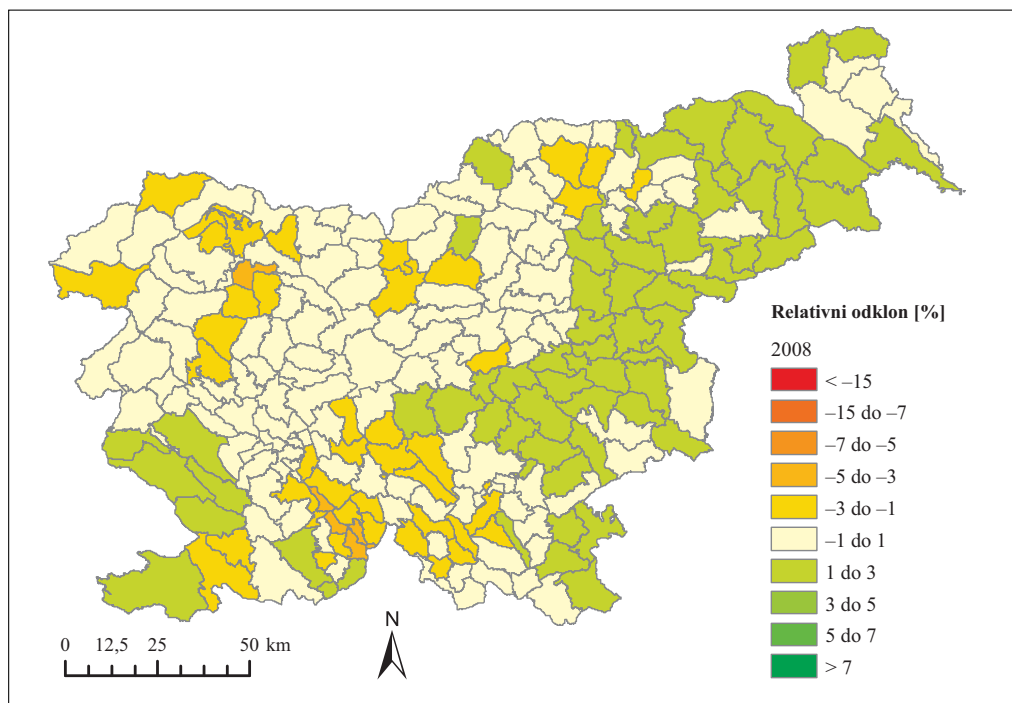 Relativni odklon [%]
2008
< –15
–15 do –7
–7 do –5
–5 do –3
–3 do –1
–1 do 1
1 do 3
3 do 5
5 do 7
> 7
N
0 12,5 25 50 km